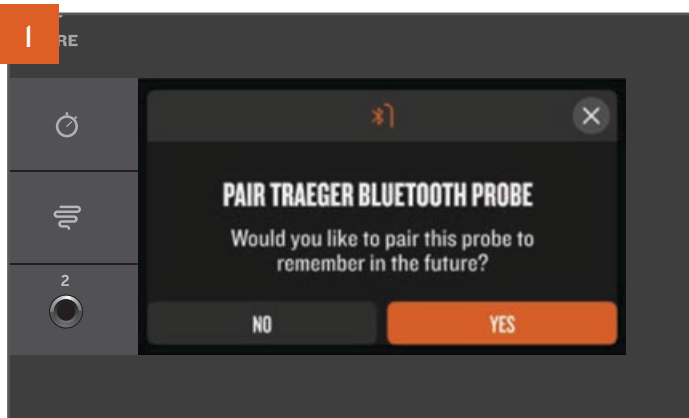 1
RE
PAIR TRAEGER BLUETOOTH PROBE
Would you like to pair this probe to
remember in the future?
2
NO
YES